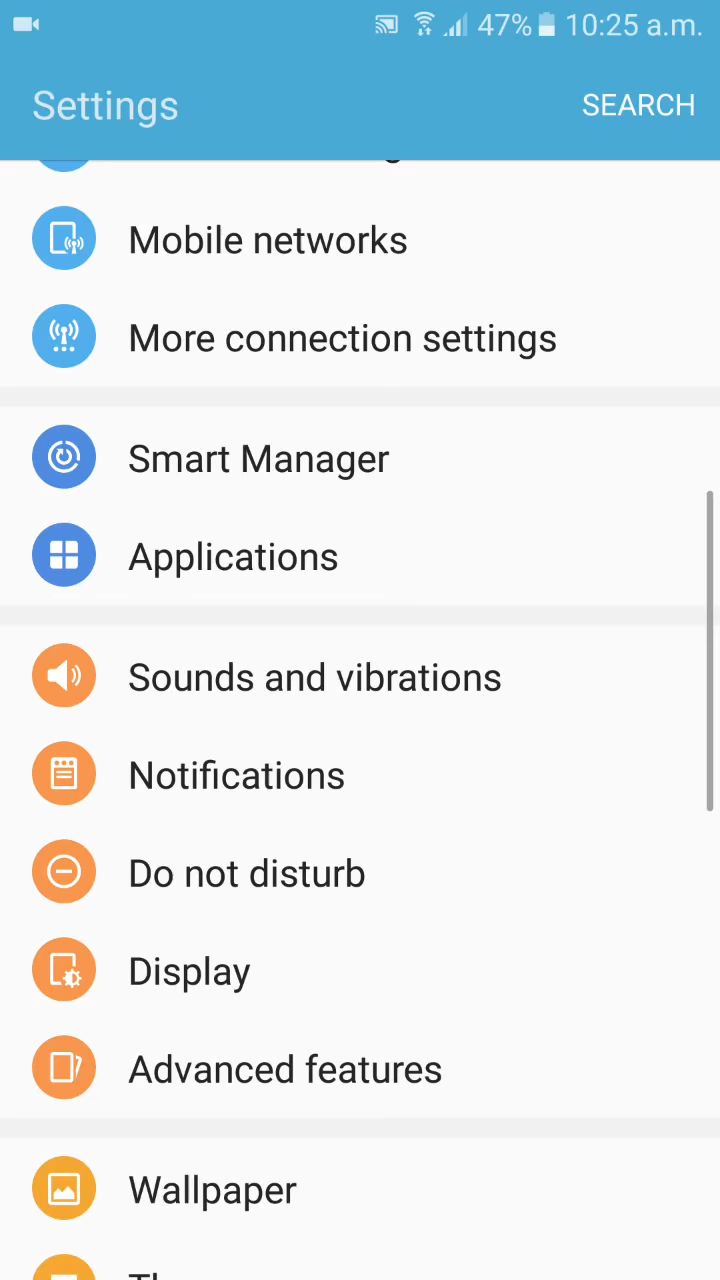 47% 10:25 a.m.
Settings
SEARCH
Mobile networks
More connection settings
Smart Manager
Applications
Sounds and vibrations
Notifications
Do not disturb
Display
Advanced features
Wallpaper